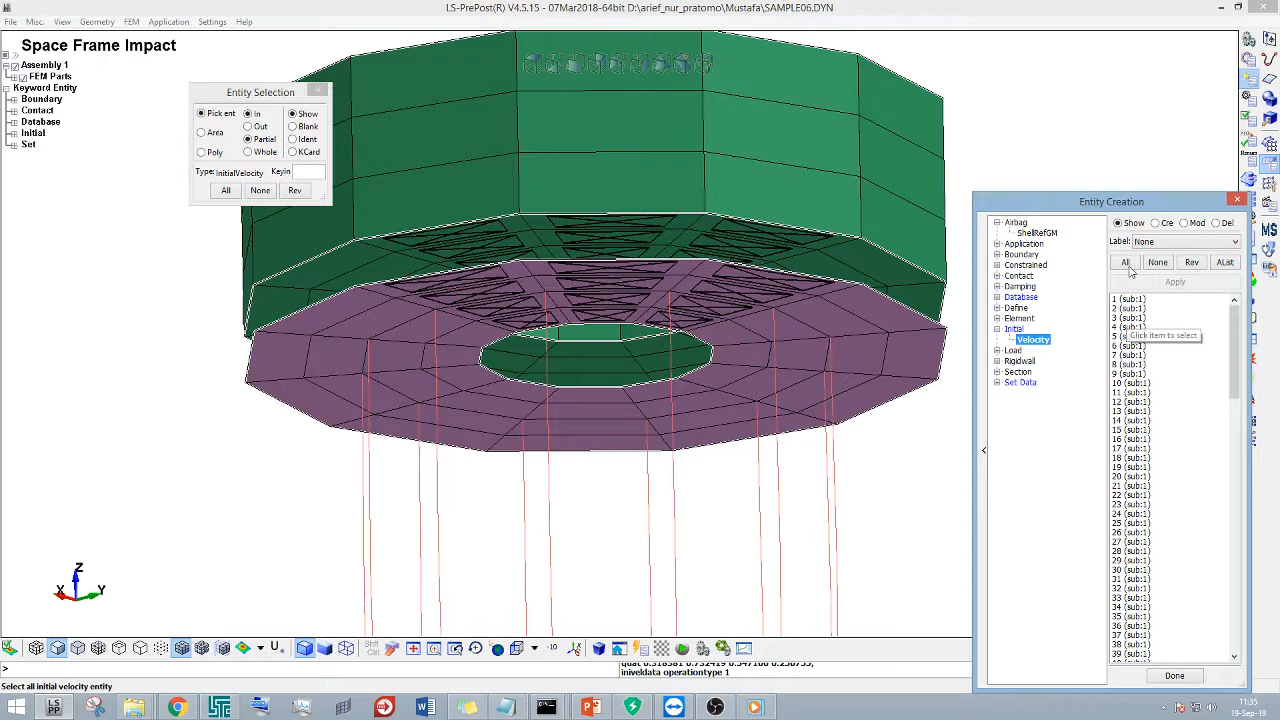 LS-PrePost(R) V4.5.15 - 07Mar2018-64bit D:\arief_nur_pratomo\Mustafa\SAMPLE06.DYN
File Misc. View Geometry FEM Application Settings Help
Space Frame Impact
Assembly 1
FEM Parts
Keyword Entity
Boundary
Contact
Database
Initial
Set
Entity Selection
Pick ent In Show
Out Blank
Area Partial Ident
Poly Whole KCard
Type: InitialVelocity Keyin
All None Rev
Entity Creation
Airbag
ShellRefGM
Application
Boundary
Constrained
Contact
Damping
Database
Define
Element
Initial
Velocity
Load
Rigidwall
Section
Set Data
Show Cre Mod Del
Label: None
All None Rev AList
Apply
1 (sub:1)
2 (sub:1)
3 (sub:1)
4 (sub:1)
Click item to select
6 (sub:1)
7 (sub:1)
8 (sub:1)
9 (sub:1)
10 (sub:1)
11 (sub:1)
12 (sub:1)
13 (sub:1)
14 (sub:1)
15 (sub:1)
16 (sub:1)
17 (sub:1)
18 (sub:1)
19 (sub:1)
20 (sub:1)
21 (sub:1)
22 (sub:1)
23 (sub:1)
24 (sub:1)
25 (sub:1)
26 (sub:1)
27 (sub:1)
28 (sub:1)
29 (sub:1)
30 (sub:1)
31 (sub:1)
32 (sub:1)
33 (sub:1)
34 (sub:1)
35 (sub:1)
36 (sub:1)
37 (sub:1)
38 (sub:1)
39 (sub:1)
Done
Z
X Y
Shft
Ctrl
-10
>
iniveldata operationtype 1
Select all initial velocity entity
MS
LS
PP
11:35
19-Sep-19